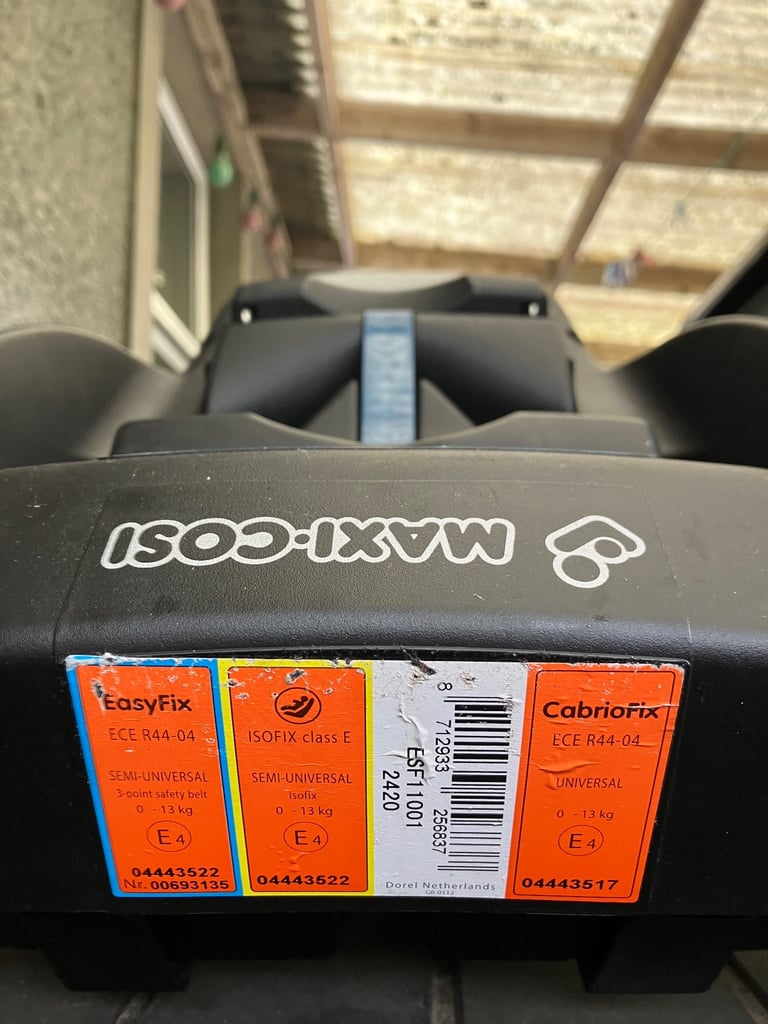 MAXI-COSI
EasyFix
ECE R44-04
SEMI-UNIVERSAL
3-point safety belt
0 - 13 kg
E4
04443522
Nr. 00693135
ISOFIX class E
SEMI-UNIVERSAL
Isofix
0 - 13 kg
E4
04443522
8 712933 256837
ESF11001
2420
Dorel Netherlands
GB 0112
CabrioFix
ECE R44-04
UNIVERSAL
0 - 13 kg
E4
04443517